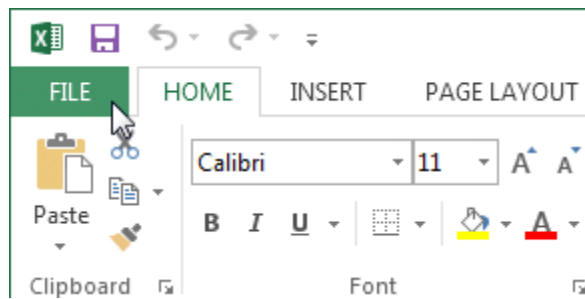 FILE HOME INSERT PAGE LAYOUT
Calibri 11 A A
Paste
B I U A
Clipboard Font